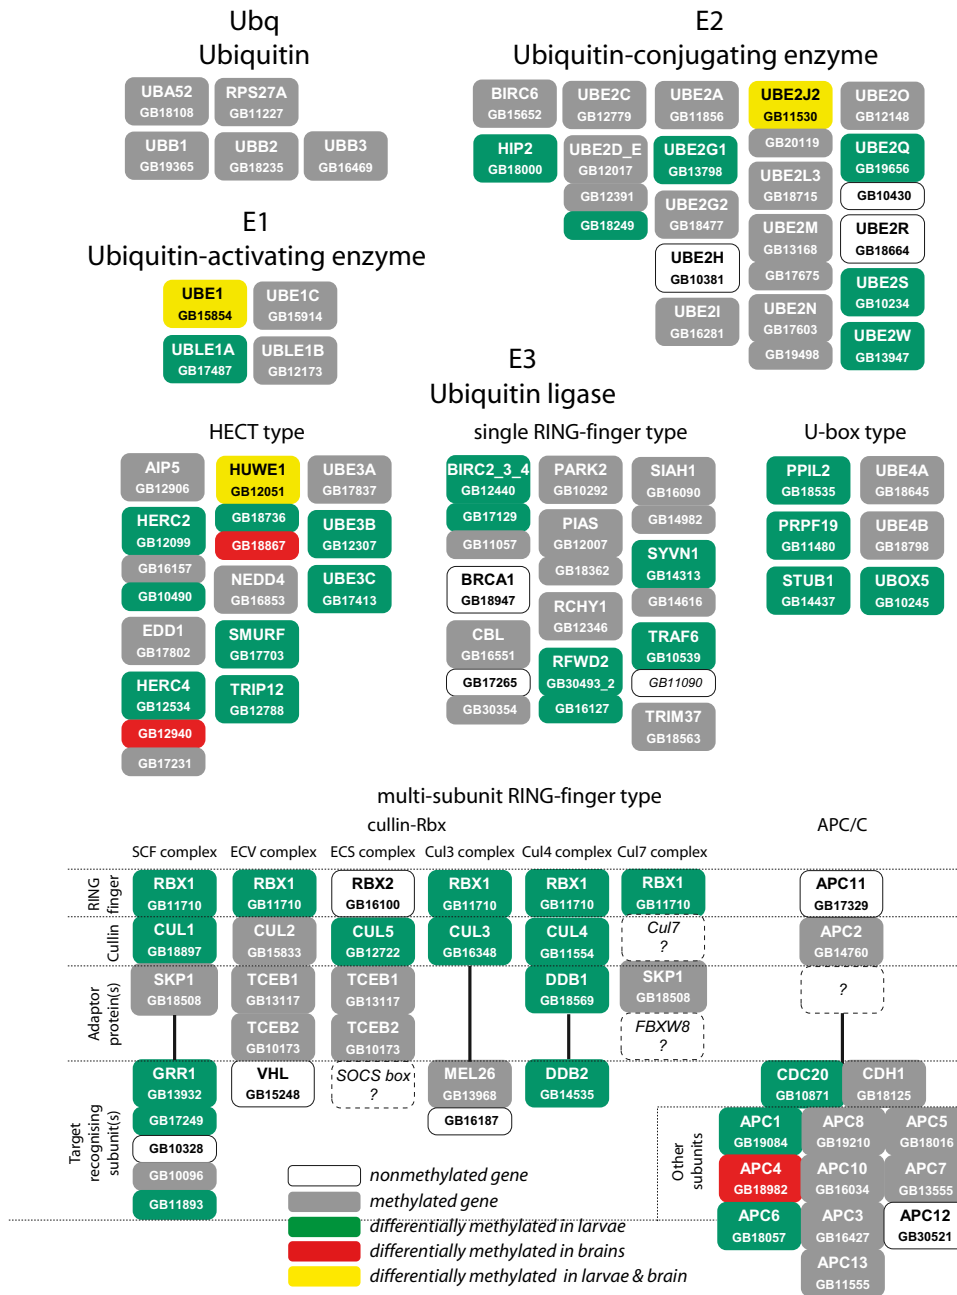 Ubq
Ubiquitin
UBA52
GB18108
RPS27A
GB11227
UBB1
GB19365
UBB2
GB18235
UBB3
GB16469
E2
Ubiquitin-conjugating enzyme
BIRC6
GB15652
HIP2
GB18000
UBE2C
GB12779
UBE2D_E
GB12017
GB12391
GB18249
UBE2A
GB11856
UBE2G1
GB13798
UBE2G2
GB18477
UBE2H
GB10381
UBE2I
GB16281
UBE2J2
GB11530
GB20119
UBE2L3
GB18715
UBE2M
GB13168
GB17675
UBE2N
GB17603
GB19498
UBE2O
GB12148
UBE2Q
GB19656
GB10430
UBE2R
GB18664
UBE2S
GB10234
UBE2W
GB13947
E1
Ubiquitin-activating enzyme
UBE1
GB15854
UBE1C
GB15914
UBLE1A
GB17487
UBLE1B
GB12173
E3
Ubiquitin ligase
HECT type
AIP5
GB12906
HERC2
GB12099
GB16157
GB10490
EDD1
GB17802
HERC4
GB12534
GB12940
GB17231
HUWE1
GB12051
GB18736
GB18867
NEDD4
GB16853
SMURF
GB17703
TRIP12
GB12788
UBE3A
GB17837
UBE3B
GB12307
UBE3C
GB17413
single RING-finger type
BIRC2_3_4
GB12440
GB17129
GB11057
BRCA1
GB18947
CBL
GB16551
GB17265
GB30354
PARK2
GB10292
PIAS
GB12007
GB18362
RCHY1
GB12346
RFWD2
GB30493_2
GB16127
SIAH1
GB16090
GB14982
SYVN1
GB14313
GB14616
TRAF6
GB10539
GB11090
TRIM37
GB18563
U-box type
PPIL2
GB18535
UBE4A
GB18645
PRPF19
GB11480
UBE4B
GB18798
STUB1
GB14437
UBOX5
GB10245
multi-subunit RING-finger type
cullin-Rbx
APC/C
SCF complex
ECV complex
ECS complex
Cul3 complex
Cul4 complex
Cul7 complex
RING
finger
RBX1
GB11710
RBX1
GB11710
RBX2
GB16100
RBX1
GB11710
RBX1
GB11710
RBX1
GB11710
APC11
GB17329
Cullin
CUL1
GB18897
CUL2
GB15833
CUL5
GB12722
CUL3
GB16348
CUL4
GB11554
Cul7
?
APC2
GB14760
Adaptor
protein(s)
SKP1
GB18508
TCEB1
GB13117
TCEB2
GB10173
TCEB1
GB13117
TCEB2
GB10173
DDB1
GB18569
SKP1
GB18508
FBXW8
?
?
Target
recognising
subunit(s)
GRR1
GB13932
GB17249
GB10328
GB10096
GB11893
VHL
GB15248
SOCS box
?
MEL26
GB13968
GB16187
DDB2
GB14535
CDC20
GB10871
CDH1
GB18125
Other
subunits
APC1
GB19084
APC8
GB19210
APC5
GB18016
APC4
GB18982
APC10
GB16034
APC7
GB13555
APC6
GB18057
APC3
GB16427
APC12
GB30521
APC13
GB11555
nonmethylated gene
methylated gene
differentially methylated in larvae
differentially methylated in brains
differentially methylated in larvae & brain